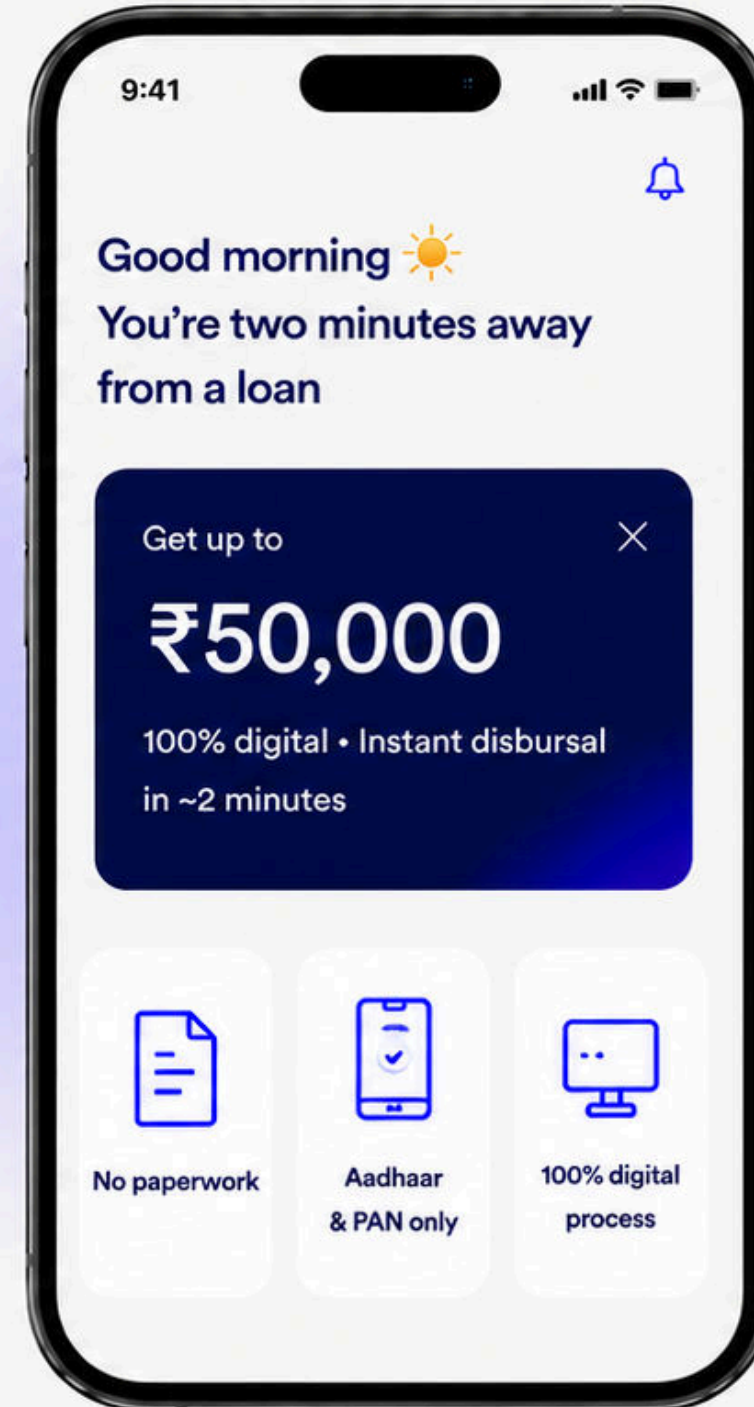 9:41
Good morning
You’re two minutes away
from a loan
Get up to
₹50,000
100% digital • Instant disbursal
in ~2 minutes
No paperwork
Aadhaar
& PAN only
100% digital
process